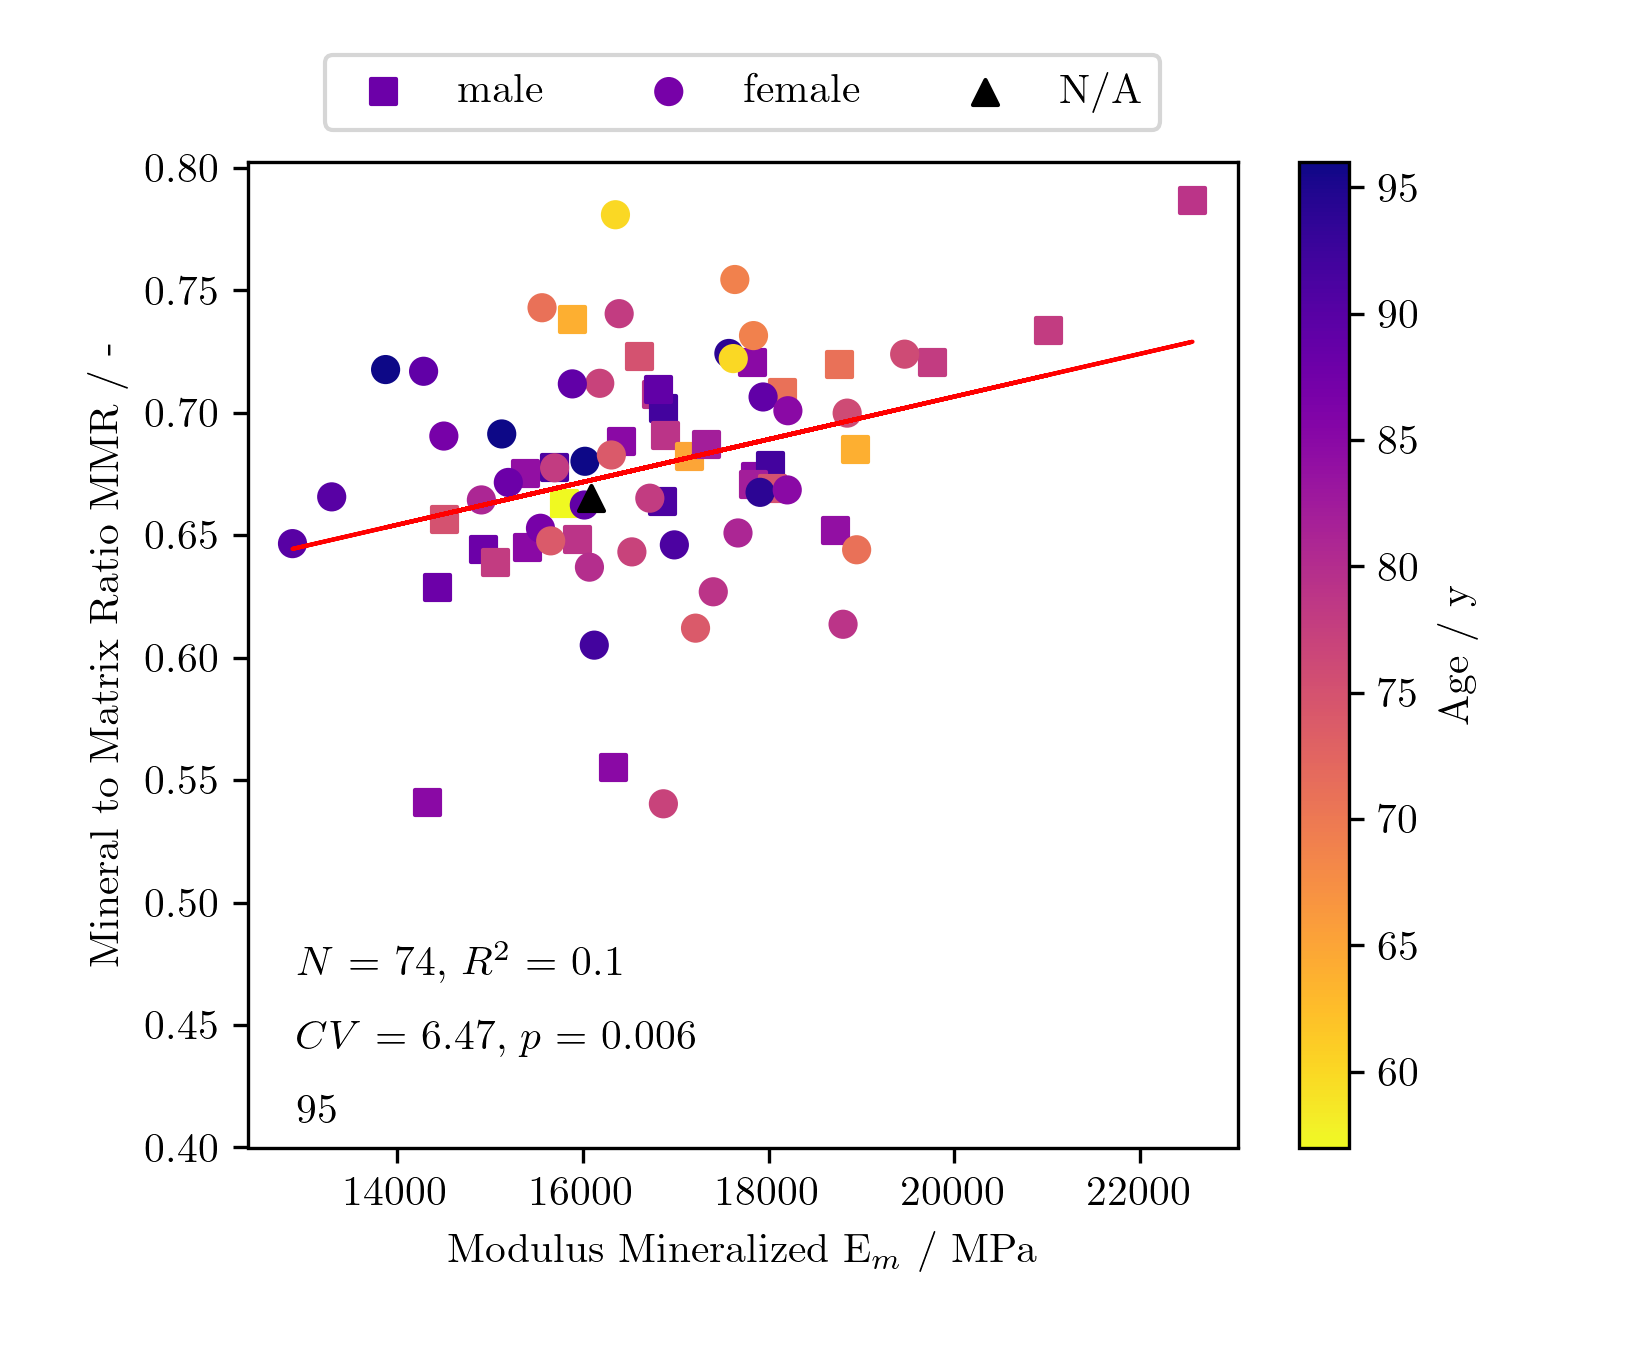 male female N/A
0.80
0.75
0.70
0.65
0.60
0.55
0.50
0.45
0.40
Mineral to Matrix Ratio MMR / -
N = 74, R² = 0.1
CV = 6.47, p = 0.006
95
14000 16000 18000 20000 22000
Modulus Mineralized Eₘ / MPa
95
90
85
80
75
70
65
60
Age / y